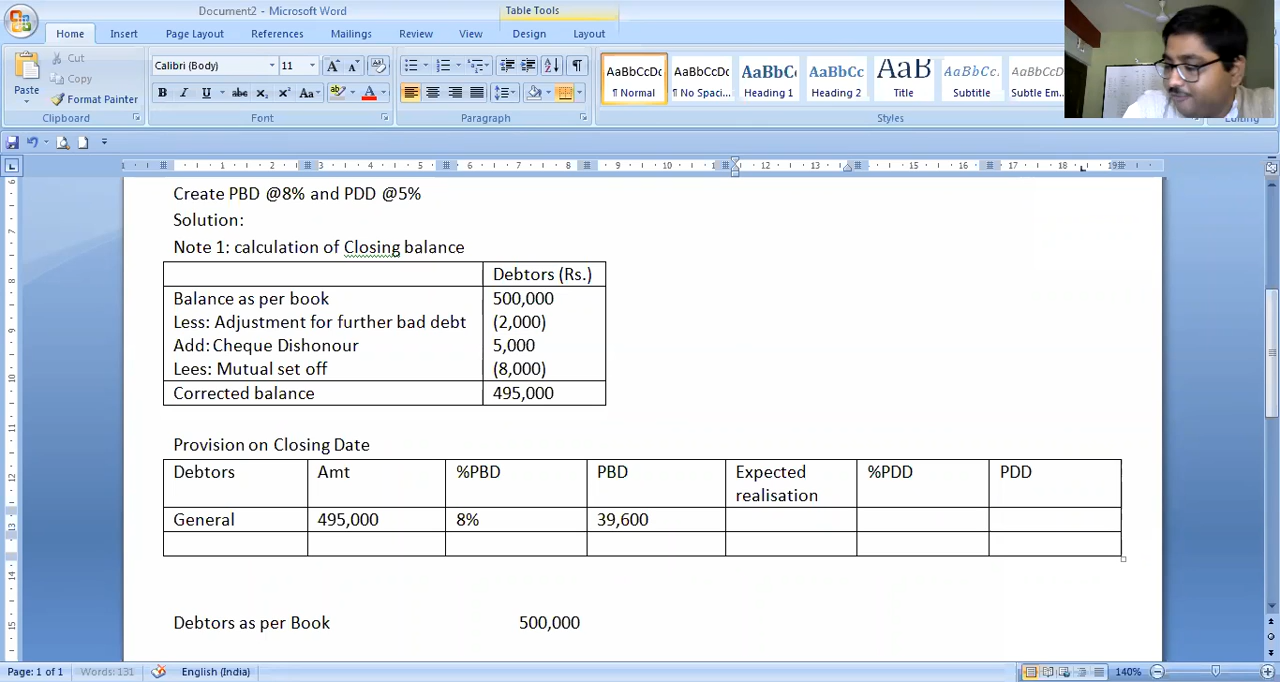 Document2 - Microsoft Word
Table Tools
Home Insert Page Layout References Mailings Review View Design Layout
Paste
Cut
Copy
Format Painter
Clipboard
Calibri (Body) 11
Font
Paragraph
AaBbCcDc AaBbCcDc AaBbCc AaBbCc AaB AaBbCc. AaBbCcDc
¶ Normal ¶ No Spaci... Heading 1 Heading 2 Title Subtitle Subtle Em...
Styles
Create PBD @8% and PDD @5%
Solution:
Note 1: calculation of Closing balance
Debtors (Rs.)
Balance as per book 500,000
Less: Adjustment for further bad debt (2,000)
Add: Cheque Dishonour 5,000
Lees: Mutual set off (8,000)
Corrected balance 495,000
Provision on Closing Date
Debtors Amt %PBD PBD Expected realisation %PDD PDD
General 495,000 8% 39,600
Debtors as per Book 500,000
Page: 1 of 1 Words: 131 English (India) 140%